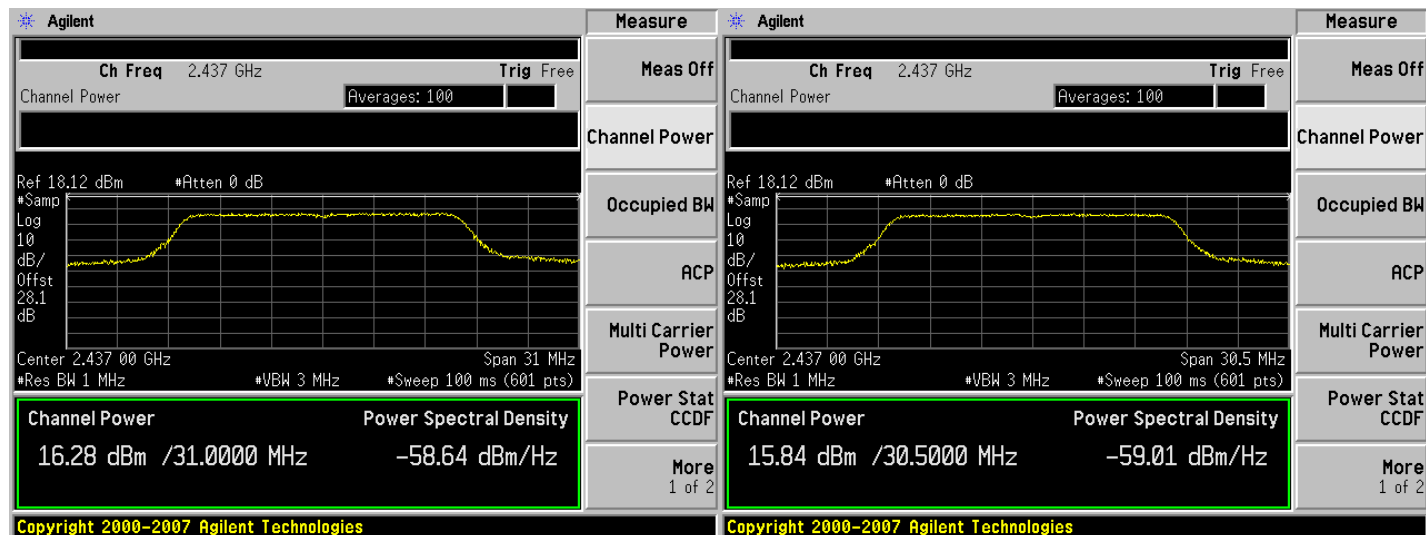 Agilent
Measure
Ch Freq 2.437 GHz Trig Free
Meas Off
Channel Power Averages: 100
Channel Power
Ref 18.12 dBm #Atten 0 dB
#Samp
Log
10
dB/
Offst
28.1
dB
Occupied BW
ACP
Multi Carrier
Power
Center 2.437 00 GHz Span 31 MHz
#Res BW 1 MHz #VBW 3 MHz #Sweep 100 ms (601 pts)
Power Stat
CCDF
Channel Power Power Spectral Density
16.28 dBm /31.0000 MHz -58.64 dBm/Hz
More
1 of 2
Copyright 2000-2007 Agilent Technologies
Agilent
Measure
Ch Freq 2.437 GHz Trig Free
Meas Off
Channel Power Averages: 100
Channel Power
Ref 18.12 dBm #Atten 0 dB
#Samp
Log
10
dB/
Offst
28.1
dB
Occupied BW
ACP
Multi Carrier
Power
Center 2.437 00 GHz Span 30.5 MHz
#Res BW 1 MHz #VBW 3 MHz #Sweep 100 ms (601 pts)
Power Stat
CCDF
Channel Power Power Spectral Density
15.84 dBm /30.5000 MHz -59.01 dBm/Hz
More
1 of 2
Copyright 2000-2007 Agilent Technologies